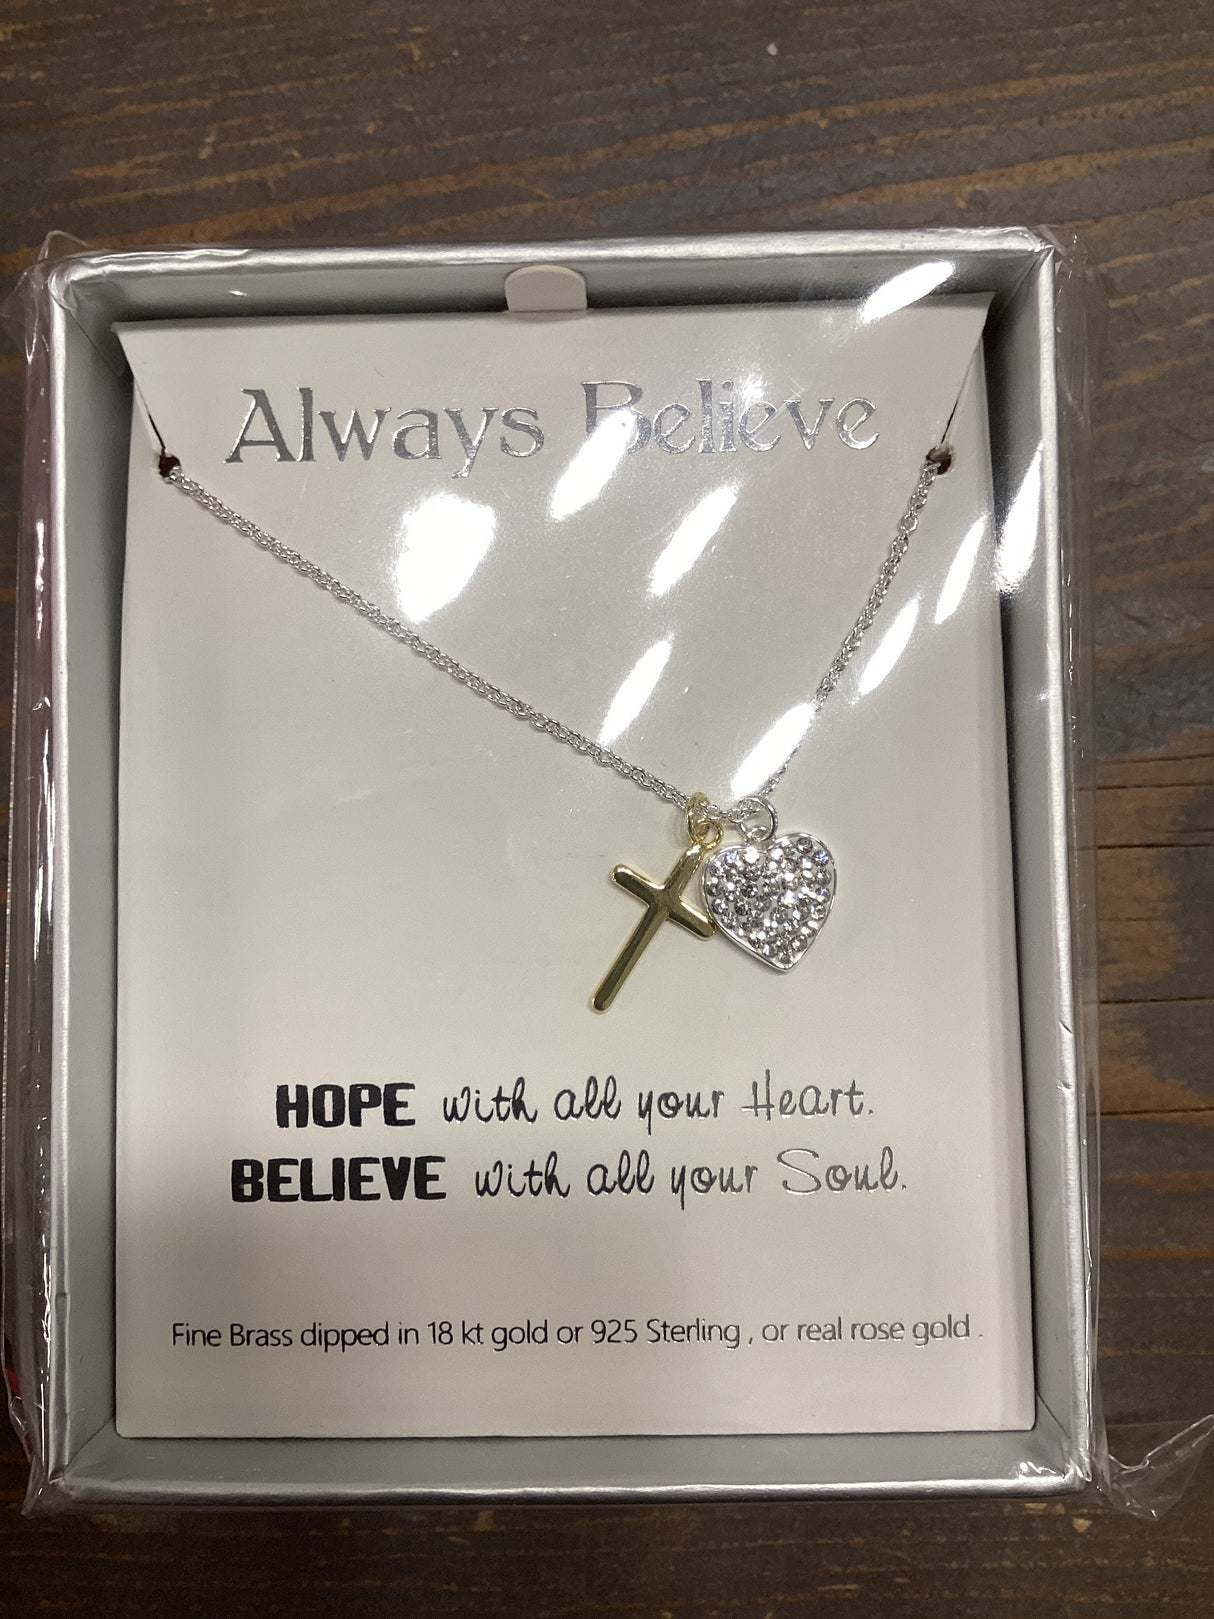 Always Believe
HOPE with all your Heart.
BELIEVE with all your Soul.
Fine Brass dipped in 18 kt gold or 925 Sterling , or real rose gold .